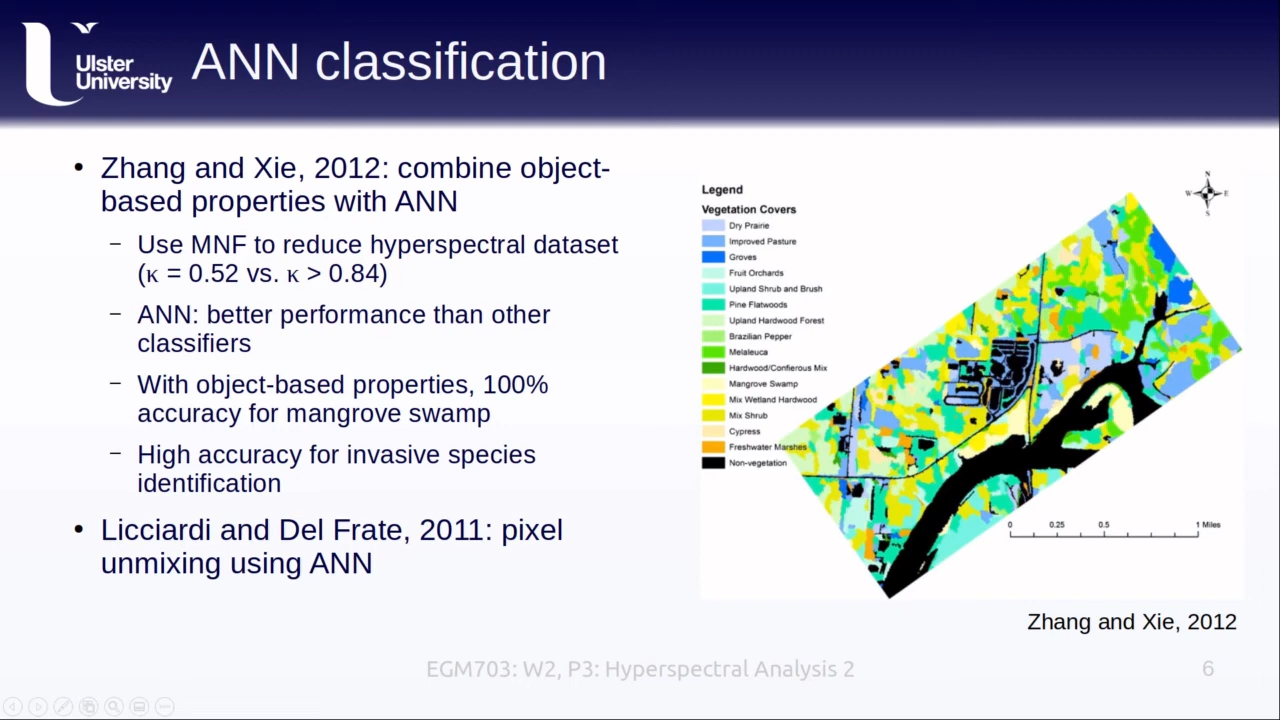 Ulster
University
ANN classification
• Zhang and Xie, 2012: combine object-
based properties with ANN
– Use MNF to reduce hyperspectral dataset
(κ = 0.52 vs. κ > 0.84)
– ANN: better performance than other
classifiers
– With object-based properties, 100%
accuracy for mangrove swamp
– High accuracy for invasive species
identification
• Licciardi and Del Frate, 2011: pixel
unmixing using ANN
Legend
Vegetation Covers
Dry Prairie
Improved Pasture
Groves
Fruit Orchards
Upland Shrub and Brush
Pine Flatwoods
Upland Hardwood Forest
Brazilian Pepper
Melaleuca
Hardwood/Confierous Mix
Mangrove Swamp
Mix Wetland Hardwood
Mix Shrub
Cypress
Freshwater Marshes
Non-vegetation
N
W E
S
0 0.25 0.5 1 Miles
Zhang and Xie, 2012
EGM703: W2, P3: Hyperspectral Analysis 2
6